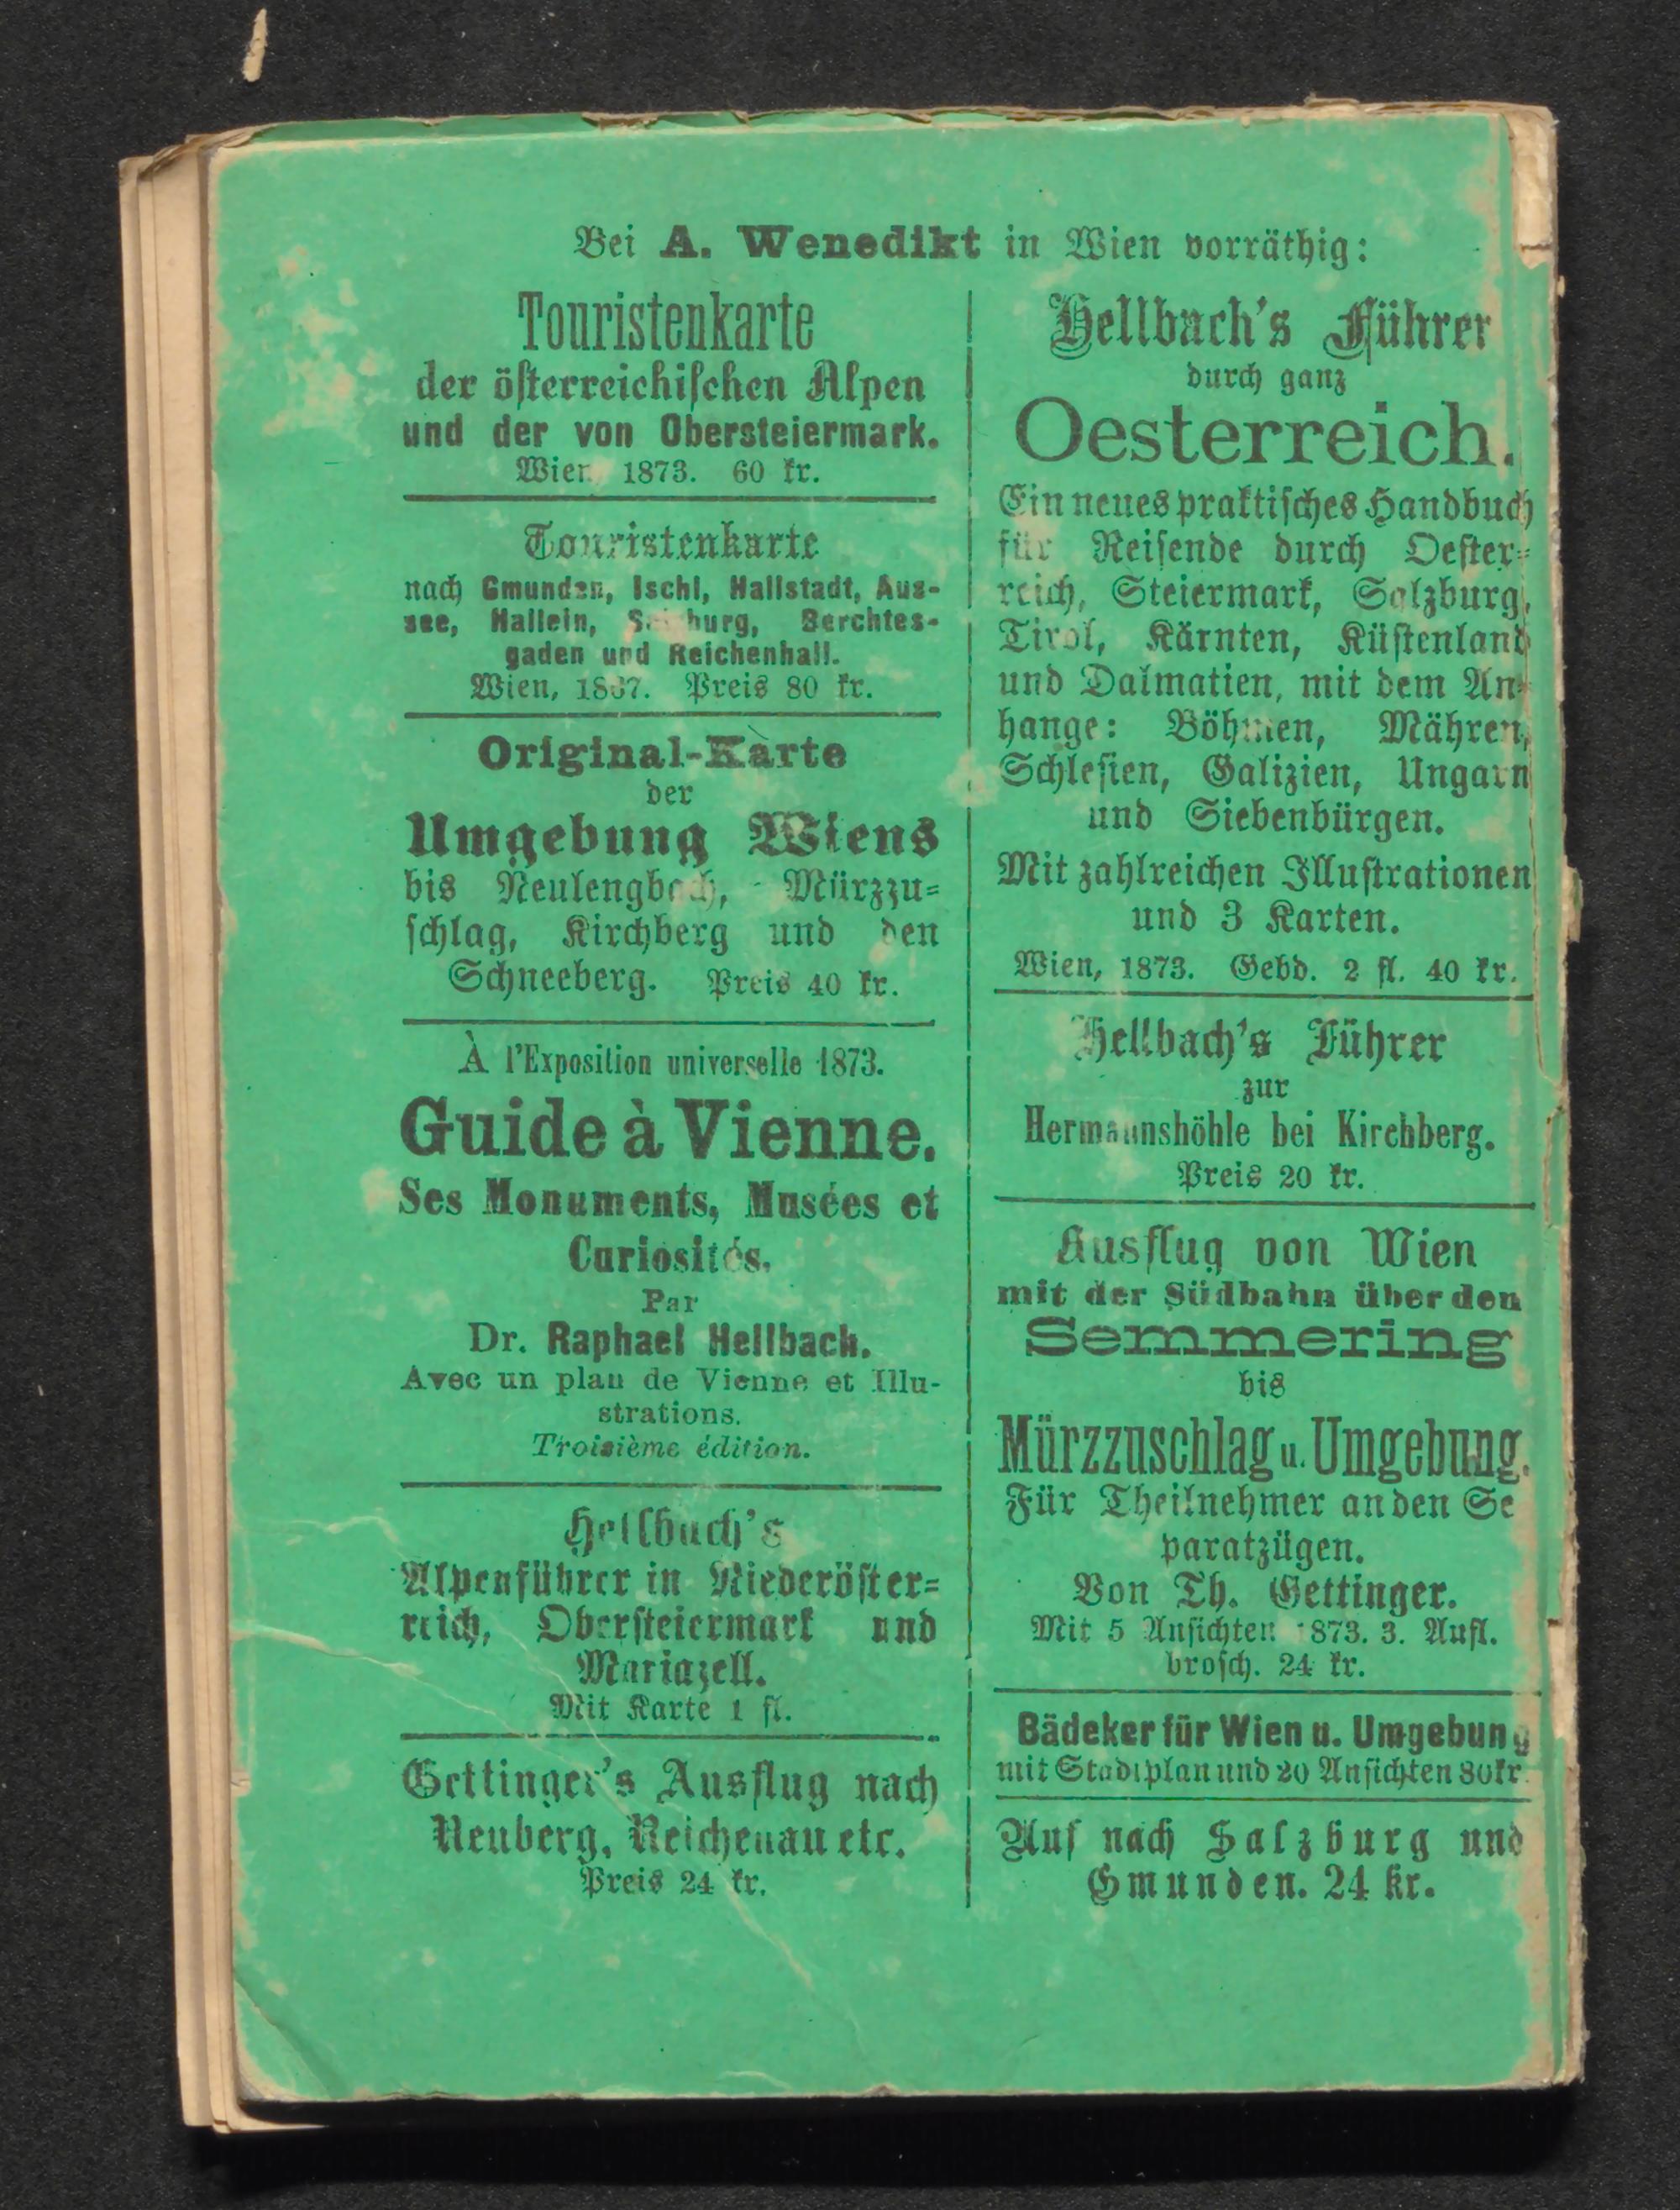 Bei A. Wenedikt in Wien vorräthig:
Touristenkarte
der österreichischen Alpen
und der von Obersteiermark.
Wien 1873. 60 kr.
Touristenkarte
nach Gmunden, Ischl, Hallstadt, Aus-
see, Hallein, Salzburg, Berchtes-
gaden und Reichenhall.
Wien, 1867. Preis 80 kr.
Original-Karte
der
Umgebung Wiens
bis Neulengbach, Mürzzu-
schlag, Kirchberg und den
Schneeberg. Preis 40 kr.
À l'Exposition universelle 1873.
Guide à Vienne.
Ses Monuments, Musées et
Curiosités.
Par
Dr. Raphael Hellbach.
Avec un plan de Vienne et Illu-
strations.
Troisième édition.
Hellbach's
Alpenführer in Niederöster-
reich, Obersteiermark und
Mariazell.
Mit Karte 1 fl.
Gettinger's Ausflug nach
Neuberg, Reichenau etc.
Preis 24 kr.
Hellbach's Führer
durch ganz
Oesterreich.
Ein neues praktisches Handbuch
für Reisende durch Oester-
reich, Steiermark, Salzburg,
Tirol, Kärnten, Küstenland
und Dalmatien, mit dem An-
hange: Böhmen, Mähren,
Schlesien, Galizien, Ungarn
und Siebenbürgen.
Mit zahlreichen Illustrationen
und 3 Karten.
Wien, 1873. Gebd. 2 fl. 40 kr.
Hellbach's Führer
zur
Hermannshöhle bei Kirchberg.
Preis 20 kr.
Ausflug von Wien
mit der Südbahn über den
Semmering
bis
Mürzzuschlag u. Umgebung.
Für Theilnehmer an den Se
paratzügen.
Von Th. Gettinger.
Mit 5 Ansichten 1873. 3. Aufl.
brosch. 24 kr.
Bädeker für Wien u. Umgebung
mit Stadtplan und 20 Ansichten 80 kr.
Auf nach Salzburg und
Gmunden. 24 kr.